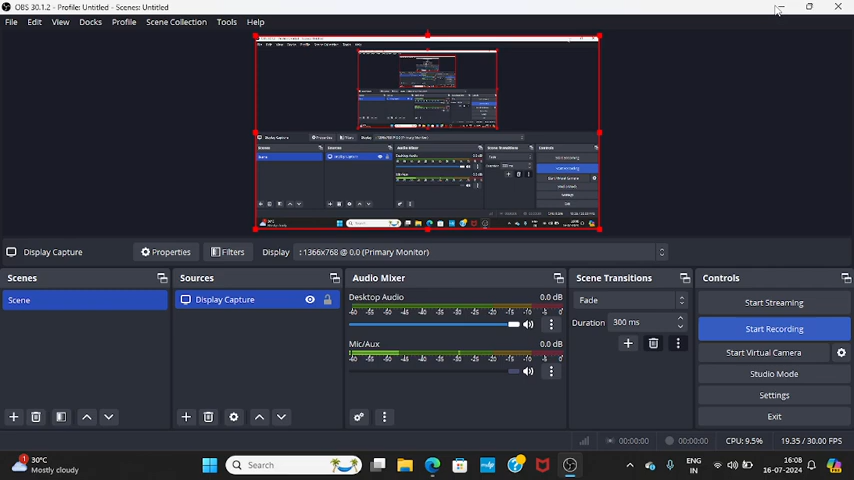 OBS 30.1.2 - Profile: Untitled - Scenes: Untitled
File Edit View Docks Profile Scene Collection Tools Help
Display Capture Properties Filters Display :1366x768 @ 0,0 (Primary Monitor)
Scenes Sources Audio Mixer Scene Transitions Controls
Scene
Display Capture
Desktop Audio 0.0 dB
-60 -55 -50 -45 -40 -35 -30 -25 -20 -15 -10 -5 0
Mic/Aux 0.0 dB
-60 -55 -50 -45 -40 -35 -30 -25 -20 -15 -10 -5 0
Fade
Duration 300 ms
Start Streaming
Start Recording
Start Virtual Camera
Studio Mode
Settings
Exit
00:00:00 00:00:00 CPU: 9.5% 19.35 / 30.00 FPS
1
30°C
Mostly cloudy
Search
ENG
IN
16:08
16-07-2024